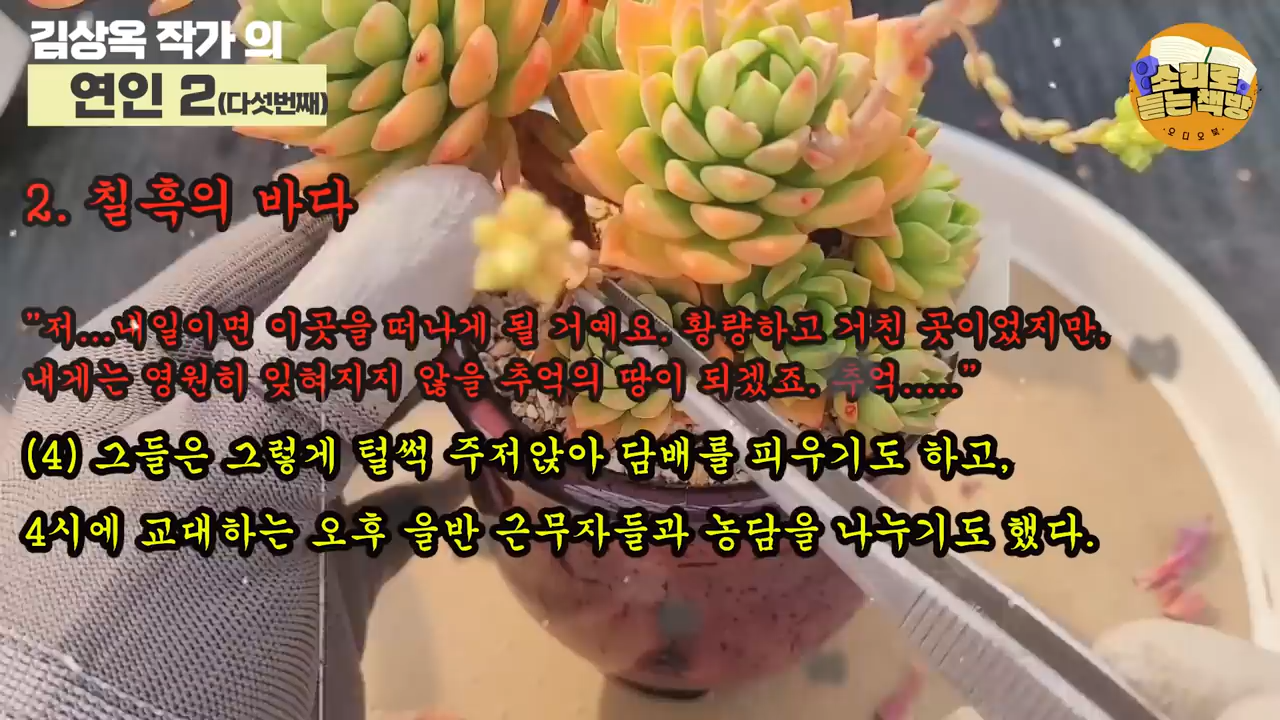 김상옥 작가 의
연인 2(다섯번째)
소리로
듣는 책방
·오디오북·
2. 칠흑의 바다
"저...내일이면 이곳을 떠나게 될 거예요. 황량하고 거친 곳이었지만,
내게는 영원히 잊혀지지 않을 추억의 땅이 되겠죠. 추억....."
(4) 그들은 그렇게 털썩 주저앉아 담배를 피우기도 하고,
4시에 교대하는 오후 을반 근무자들과 농담을 나누기도 했다.